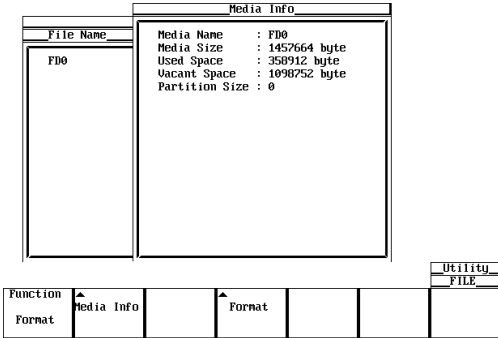 Media Info
File Name
Media Name : FD0
Media Size : 1457664 byte
FD0
Used Space : 358912 byte
Vacant Space : 1098752 byte
Partition Size : 0
Utility
FILE
Function
Format
Media Info
Format